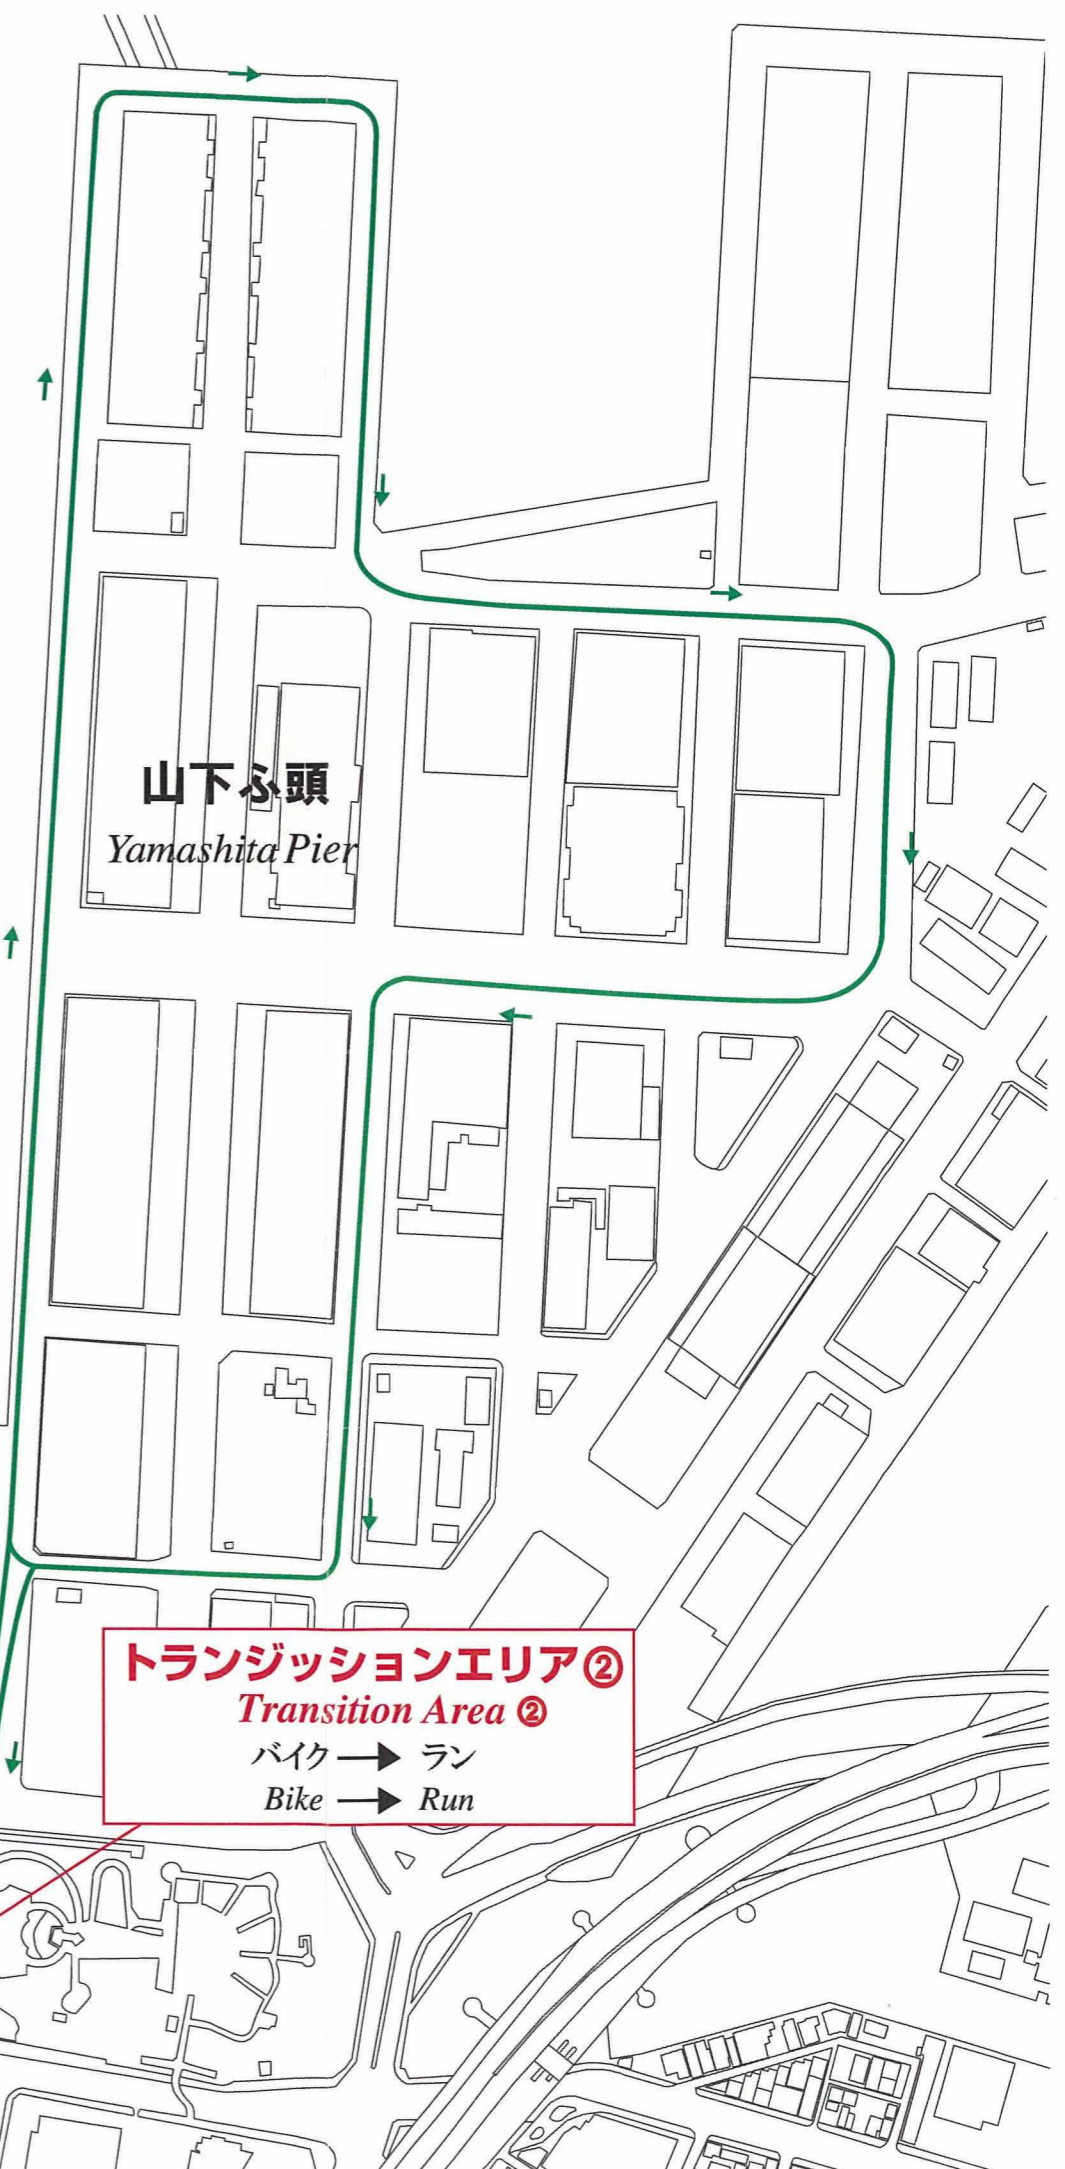 山下ふ頭
Yamashita Pier
トランジッションエリア②
Transition Area ②
バイク → ラン
Bike → Run